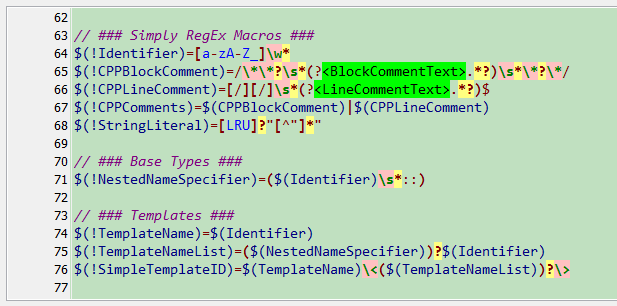 62
63 // ### Simply RegEx Macros ###
64 $(!Identifier)=[a-zA-Z_]\w*
65 $(!CPPBlockComment)=/\*\*?\s*(?<BlockCommentText>.*?)\s*\*?\*/
66 $(!CPPLineComment)=[/][/]\s*(?<LineCommentText>.*?)$
67 $(!CPPComments)=$(CPPBlockComment)|$(CPPLineComment)
68 $(!StringLiteral)=[LRU]?"[^"]*"
69
70 // ### Base Types ###
71 $(!NestedNameSpecifier)=($(Identifier)\s*::)
72
73 // ### Templates ###
74 $(!TemplateName)=$(Identifier)
75 $(!TemplateNameList)=($(NestedNameSpecifier))?$(Identifier)
76 $(!SimpleTemplateID)=$(TemplateName)\<($(TemplateNameList))?\>
77